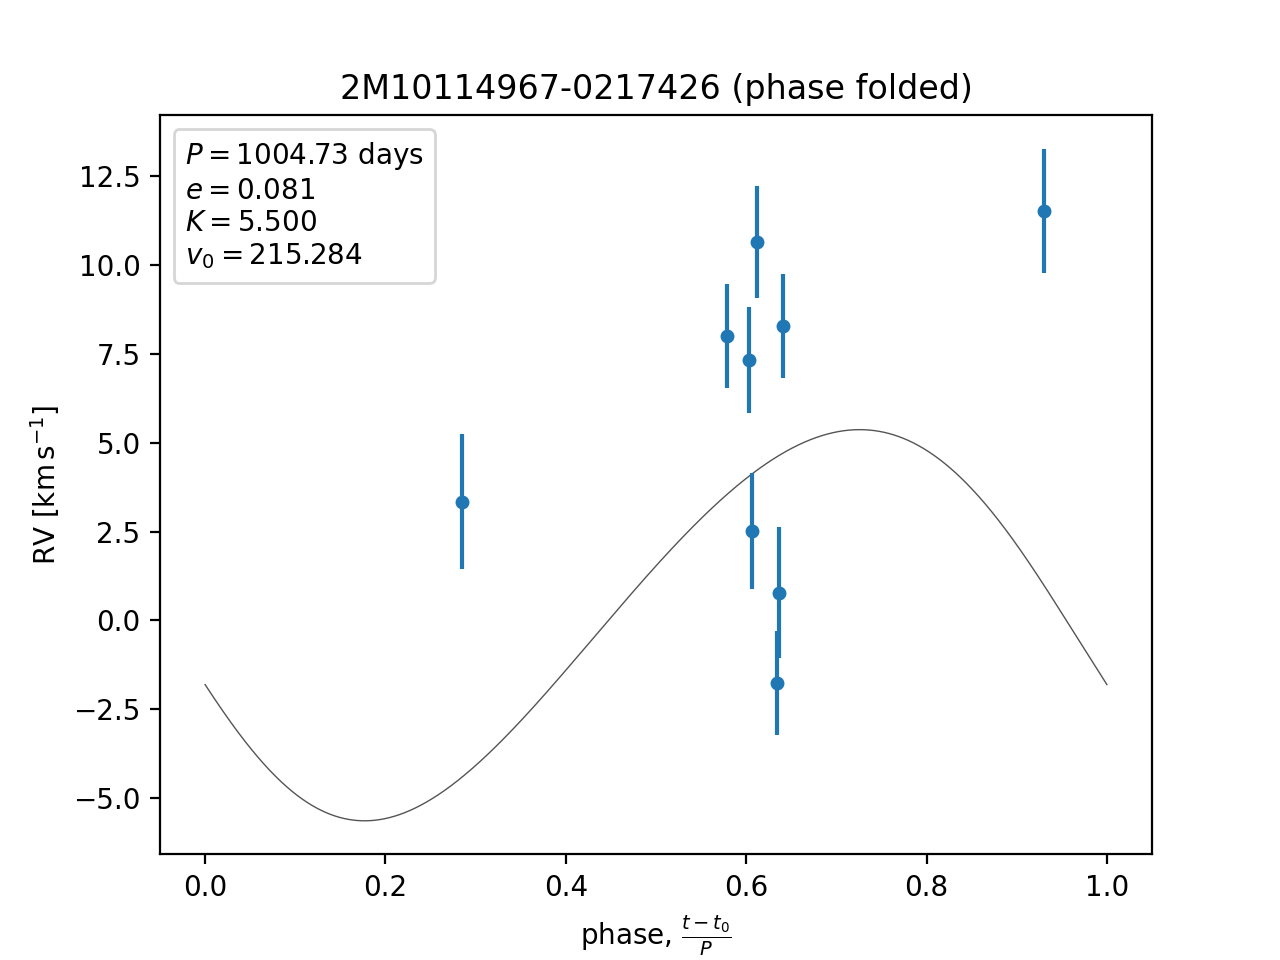 2M10114967-0217426 (phase folded)
P = 1004.73 days
e = 0.081
K = 5.500
v₀ = 215.284
12.5
10.0
7.5
5.0
2.5
0.0
−2.5
−5.0
RV [km s⁻¹]
0.0 0.2 0.4 0.6 0.8 1.0
phase, (t − t₀)/P